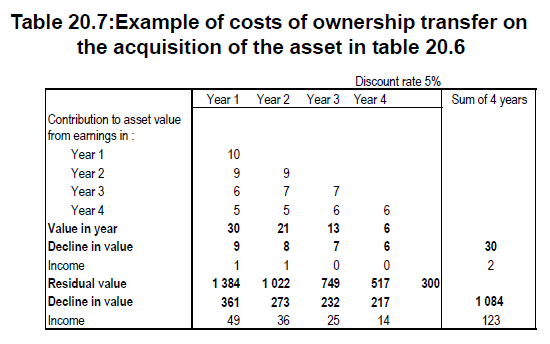 Table 20.7:Example of costs of ownership transfer on
the acquisition of the asset in table 20.6
Discount rate 5%
Year 1 Year 2 Year 3 Year 4 Sum of 4 years
Contribution to asset value
from earnings in :
Year 1 10
Year 2 9 9
Year 3 6 7 7
Year 4 5 5 6 6
Value in year 30 21 13 6
Decline in value 9 8 7 6 30
Income 1 1 0 0 2
Residual value 1 384 1 022 749 517 300
Decline in value 361 273 232 217 1 084
Income 49 36 25 14 123